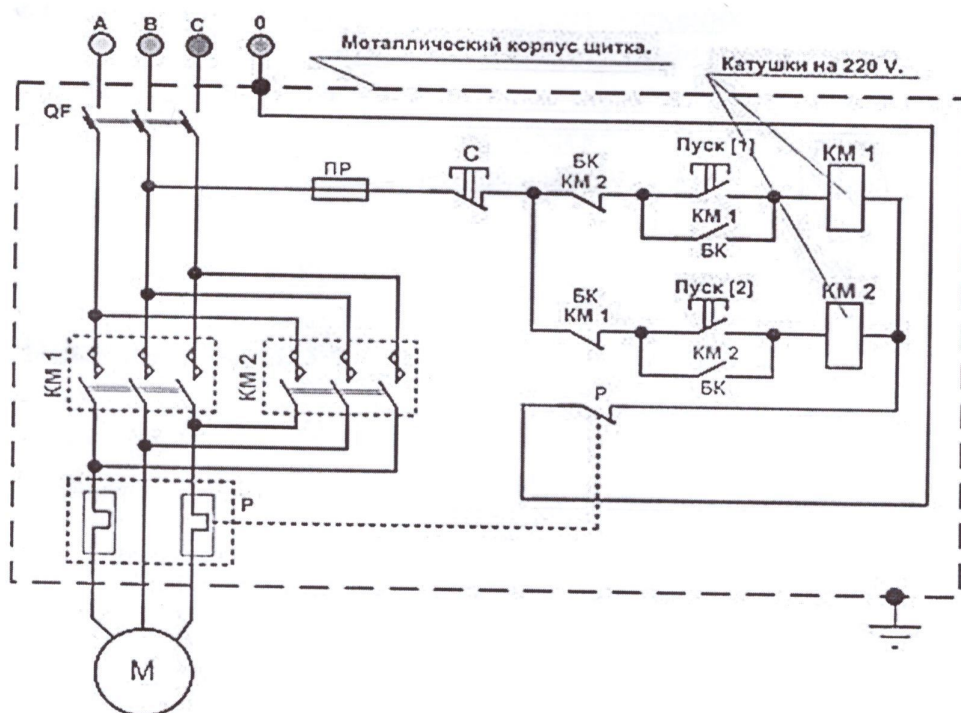 A B C 0
Моталлический корпус щитка.
Катушки на 220 V.
QF
ПР
С
БК
КМ 2
Пуск [1]
КМ 1
БК
КМ 1
БК
КМ 1
Пуск [2]
КМ 2
БК
КМ 2
КМ 1
КМ 2
Р
Р
М